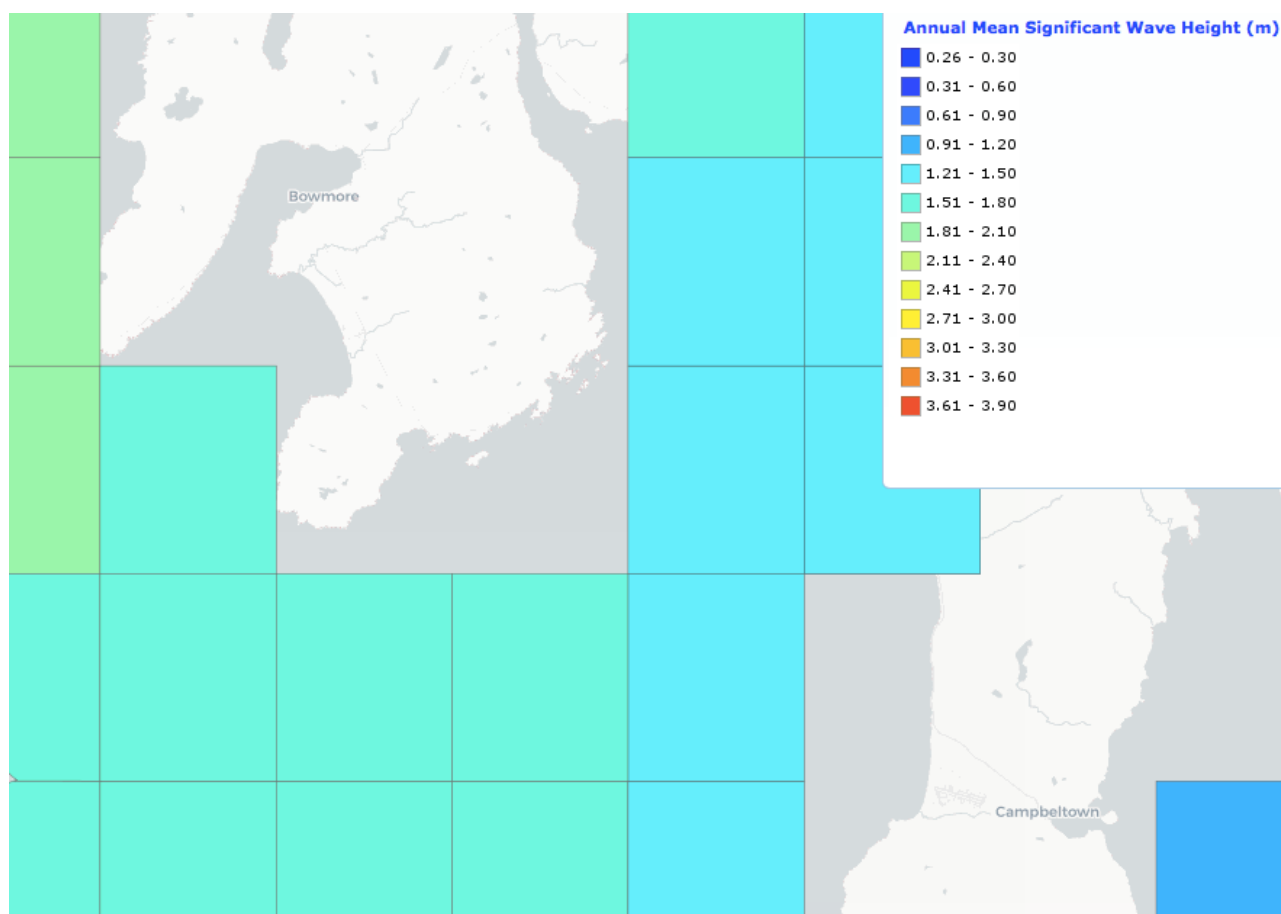 Annual Mean Significant Wave Height (m)
0.26 - 0.30
0.31 - 0.60
0.61 - 0.90
0.91 - 1.20
1.21 - 1.50
1.51 - 1.80
1.81 - 2.10
2.11 - 2.40
2.41 - 2.70
2.71 - 3.00
3.01 - 3.30
3.31 - 3.60
3.61 - 3.90
Bowmore
Campbeltown